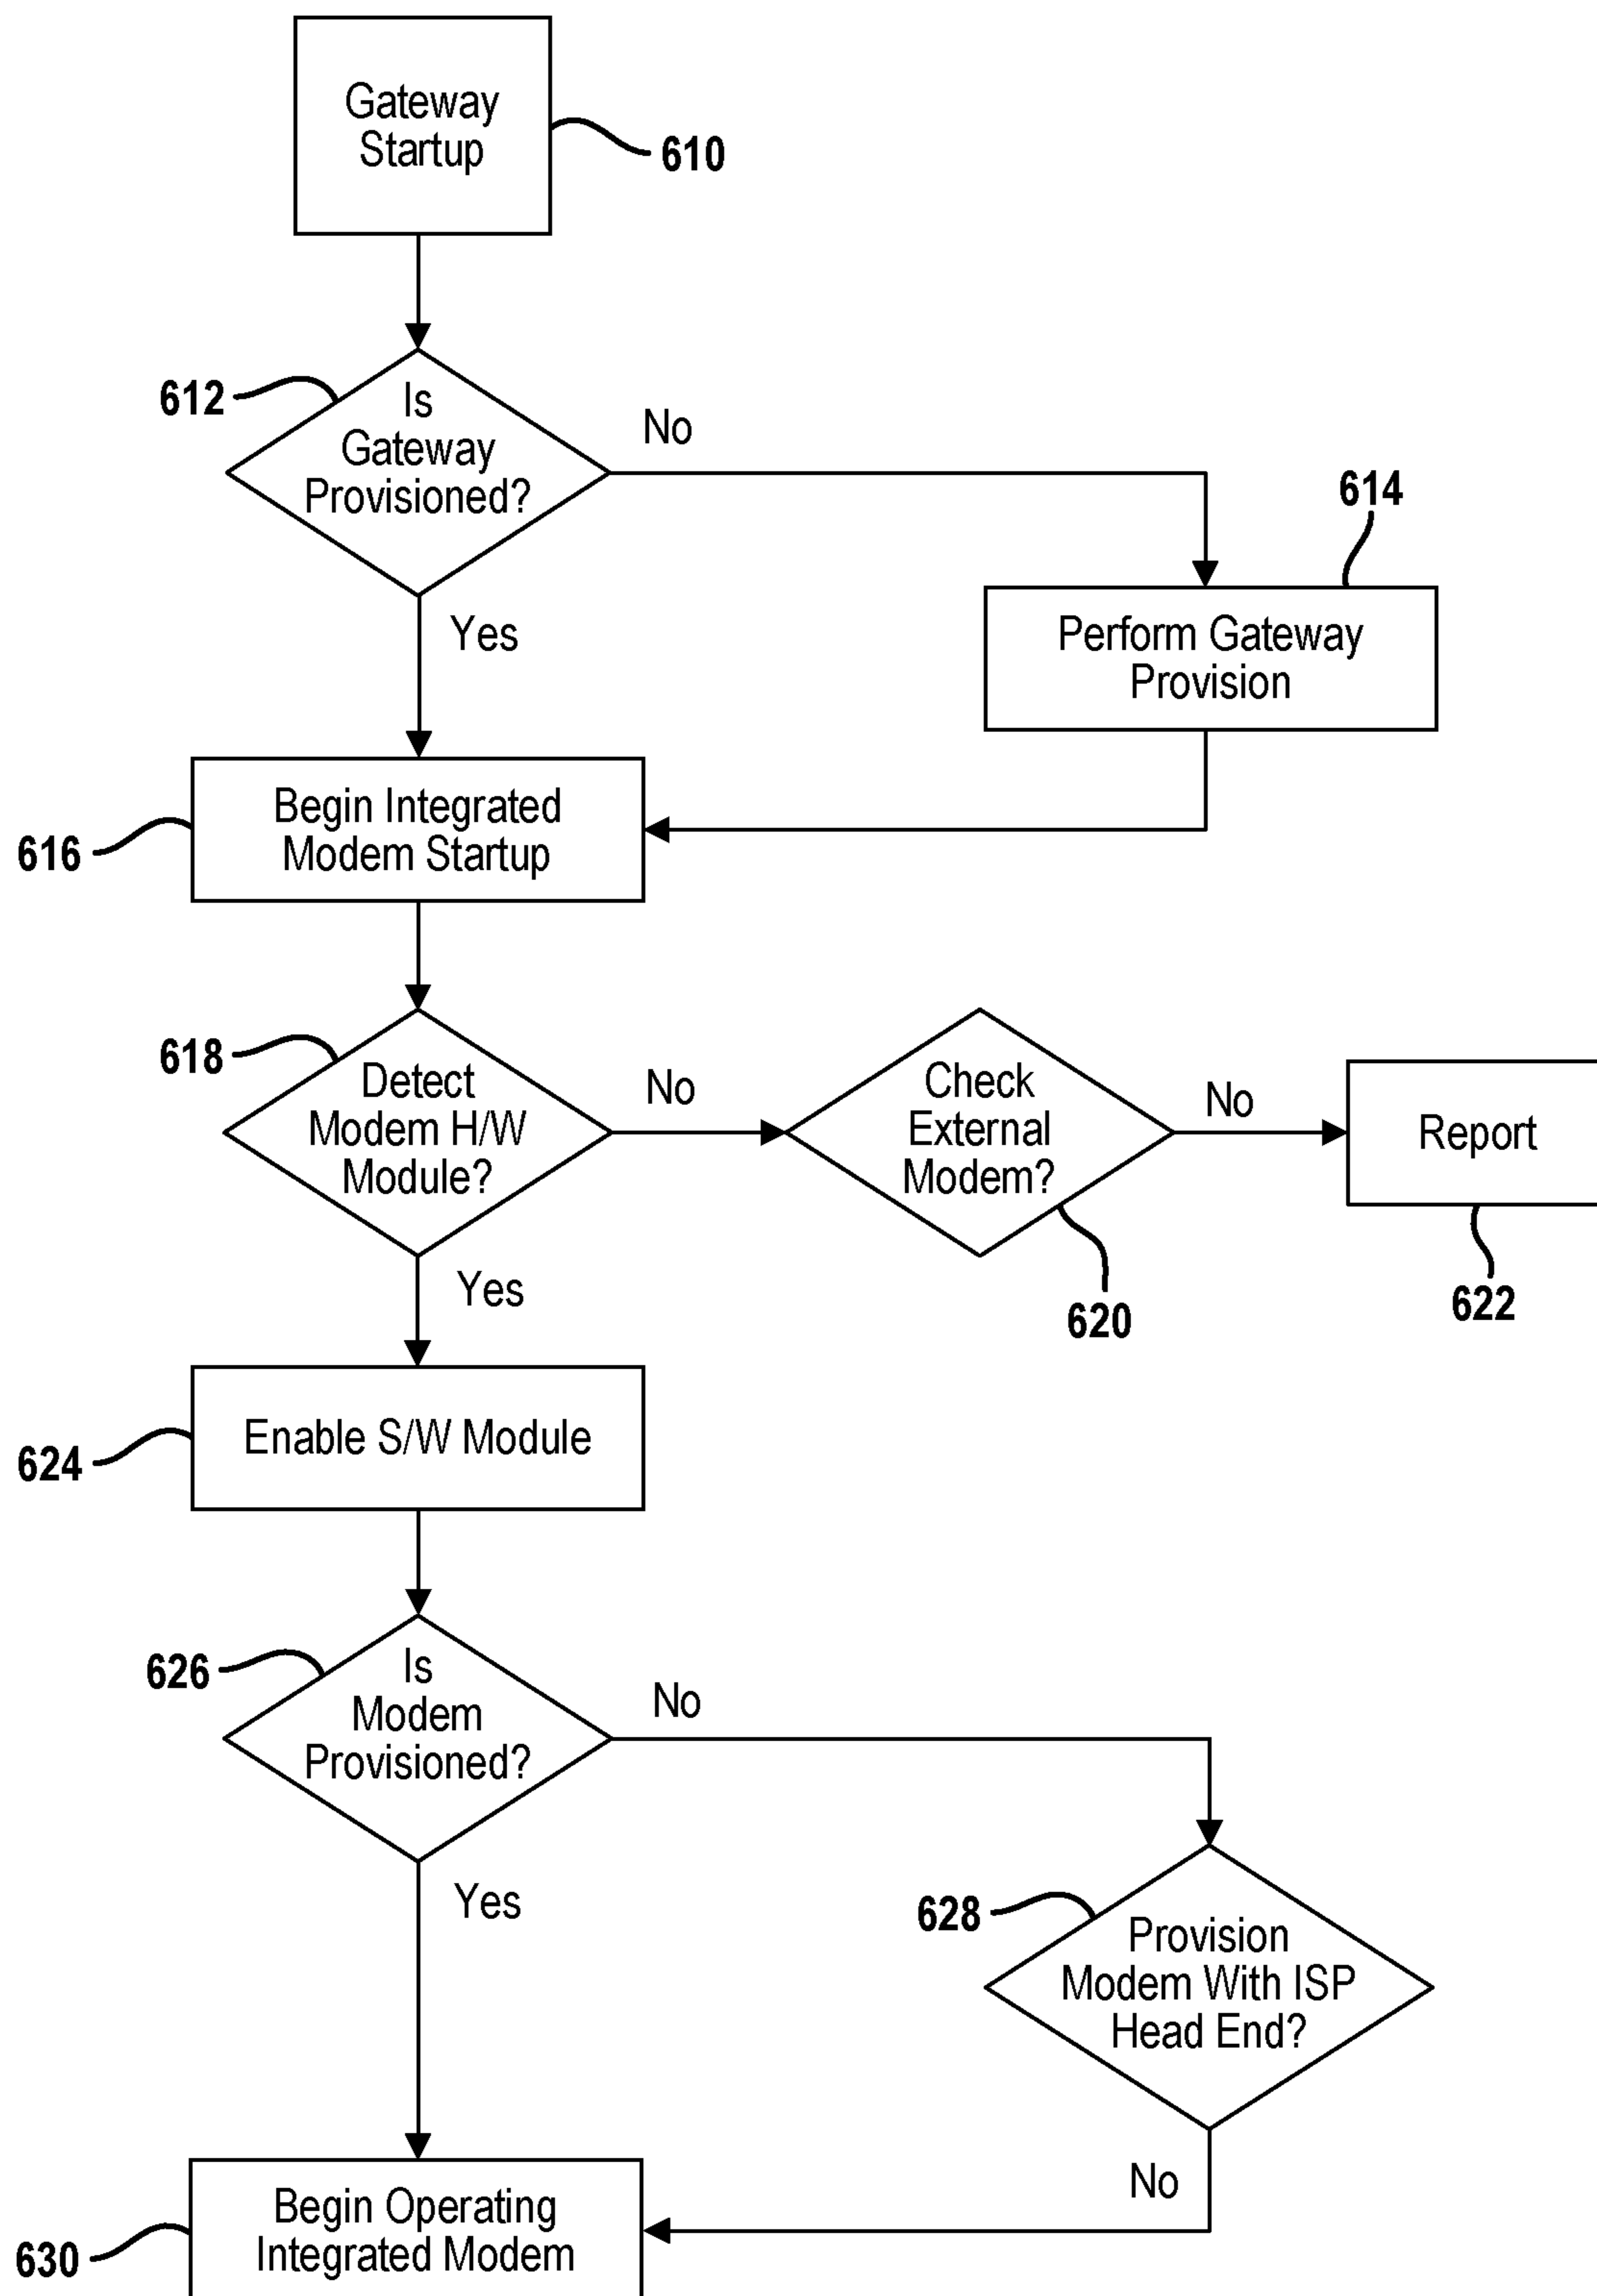 Gateway
Startup
610
612
Is
Gateway
Provisioned?
No
614
Yes
Perform Gateway
Provision
616
Begin Integrated
Modem Startup
618
Detect
Modem H/W
Module?
No
Check
External
Modem?
No
Report
620
622
Yes
624
Enable S/W Module
626
Is
Modem
Provisioned?
No
Yes
628
Provision
Modem With ISP
Head End?
No
630
Begin Operating
Integrated Modem